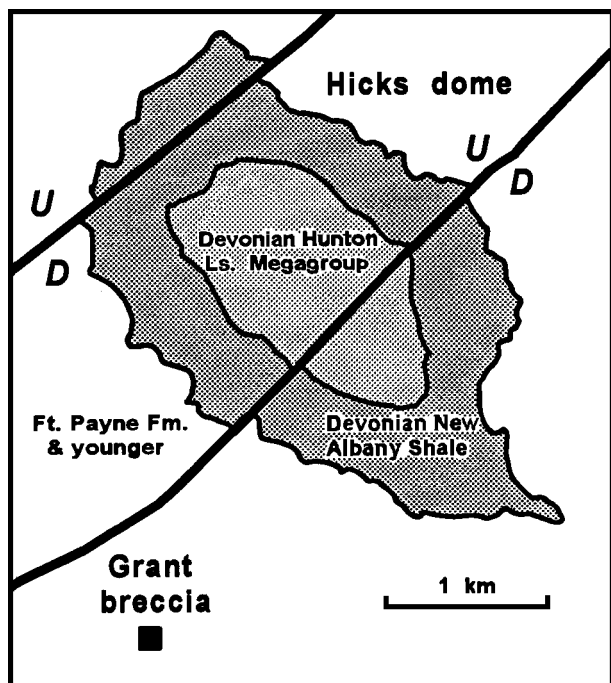 Hicks dome
U
D
U
D
Devonian Hunton
Ls. Megagroup
Ft. Payne Fm.
& younger
Devonian New
Albany Shale
Grant
breccia
1 km